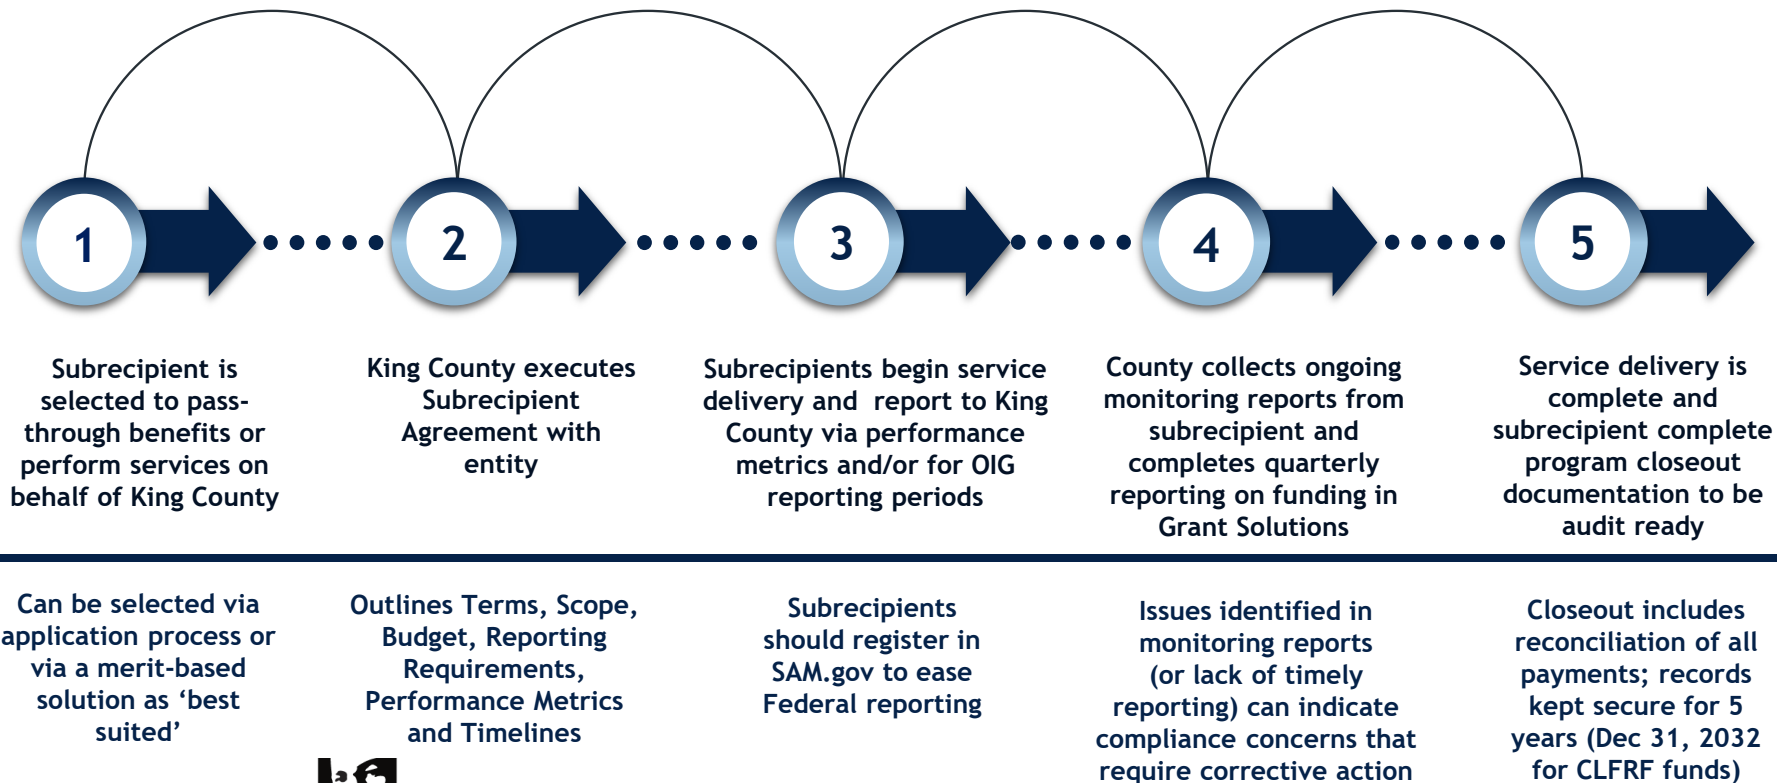 1
2
3
4
5
Subrecipient is
selected to pass-
through benefits or
perform services on
behalf of King County
King County executes
Subrecipient
Agreement with
entity
Subrecipients begin service
delivery and  report to King
County via performance
metrics and/or for OIG
reporting periods
County collects ongoing
monitoring reports from
subrecipient and
completes quarterly
reporting on funding in
Grant Solutions
Service delivery is
complete and
subrecipient complete
program closeout
documentation to be
audit ready
Can be selected via
application process or
via a merit-based
solution as ‘best
suited’
Outlines Terms, Scope,
Budget, Reporting
Requirements,
Performance Metrics
and Timelines
Subrecipients
should register in
SAM.gov to ease
Federal reporting
Issues identified in
monitoring reports
(or lack of timely
reporting) can indicate
compliance concerns that
require corrective action
Closeout includes
reconciliation of all
payments; records
kept secure for 5
years (Dec 31, 2032
for CLFRF funds)